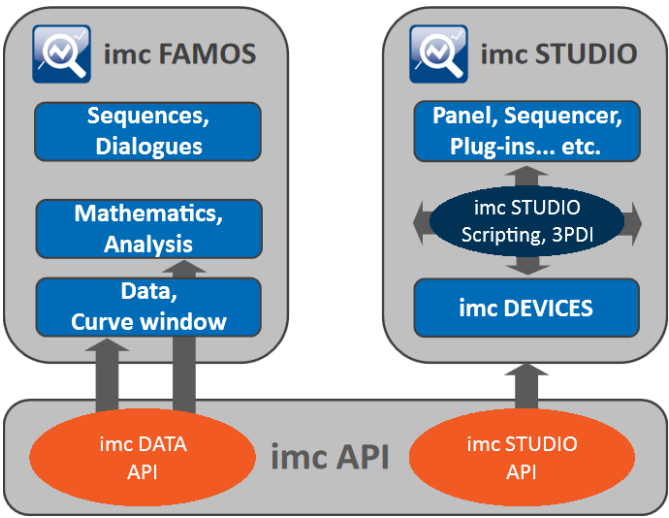 imc FAMOS
Sequences,
Dialogues
Mathematics,
Analysis
Data,
Curve window
imc STUDIO
Panel, Sequencer,
Plug-ins... etc.
imc STUDIO
Scripting, 3PDI
imc DEVICES
imc DATA
API
imc API
imc STUDIO
API